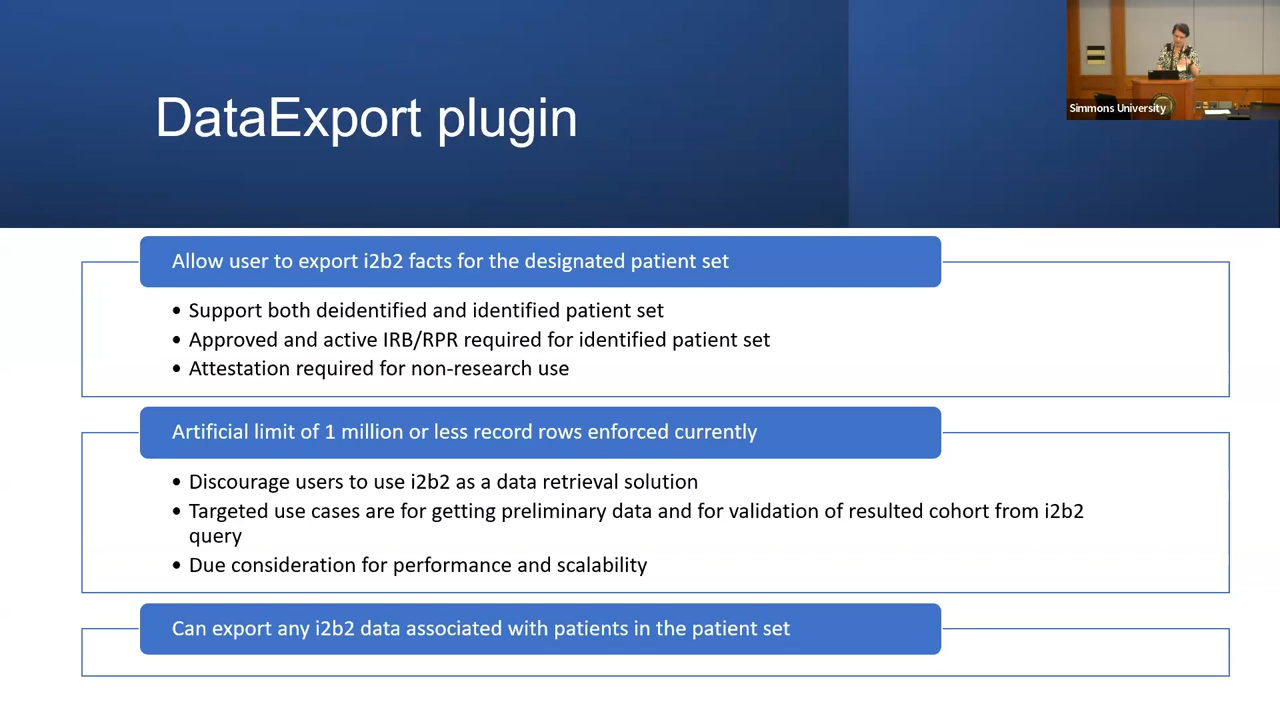 DataExport plugin
Simmons University
Allow user to export i2b2 facts for the designated patient set
• Support both deidentified and identified patient set
• Approved and active IRB/RPR required for identified patient set
• Attestation required for non-research use
Artificial limit of 1 million or less record rows enforced currently
• Discourage users to use i2b2 as a data retrieval solution
• Targeted use cases are for getting preliminary data and for validation of resulted cohort from i2b2
query
• Due consideration for performance and scalability
Can export any i2b2 data associated with patients in the patient set